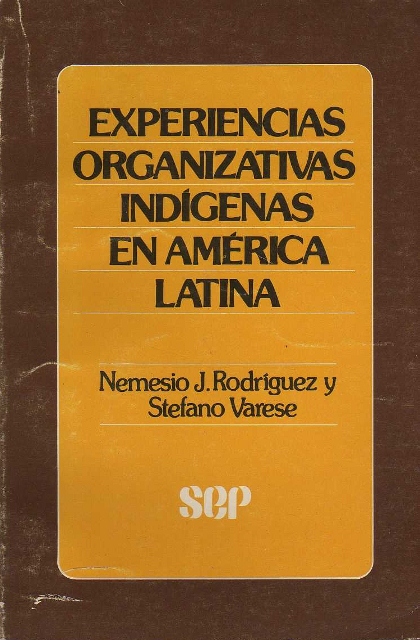 EXPERIENCIAS
ORGANIZATIVAS
INDÍGENAS
EN AMÉRICA
LATINA
Nemesio J. Rodríguez y
Stefano Varese
sep